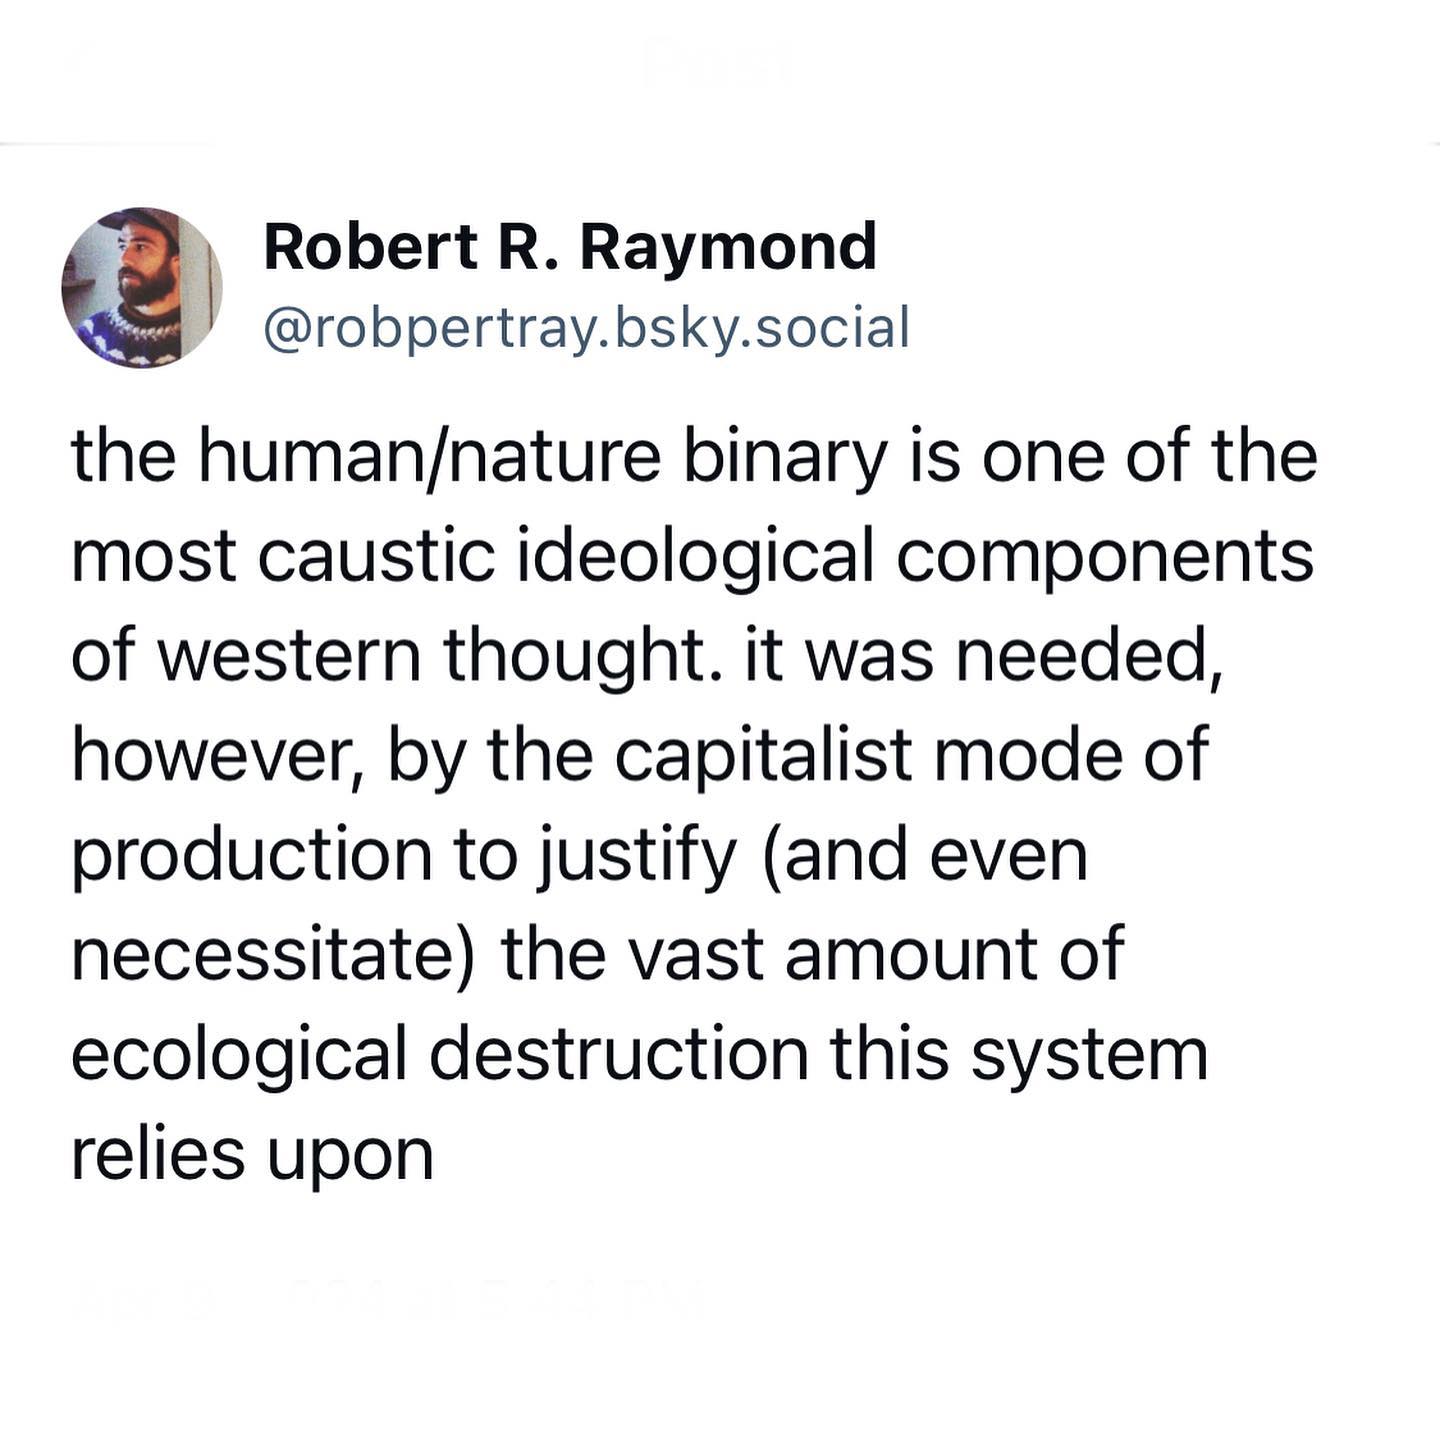 Robert R. Raymond
@robpertray.bsky.social
the human/nature binary is one of the
most caustic ideological components
of western thought. it was needed,
however, by the capitalist mode of
production to justify (and even
necessitate) the vast amount of
ecological destruction this system
relies upon